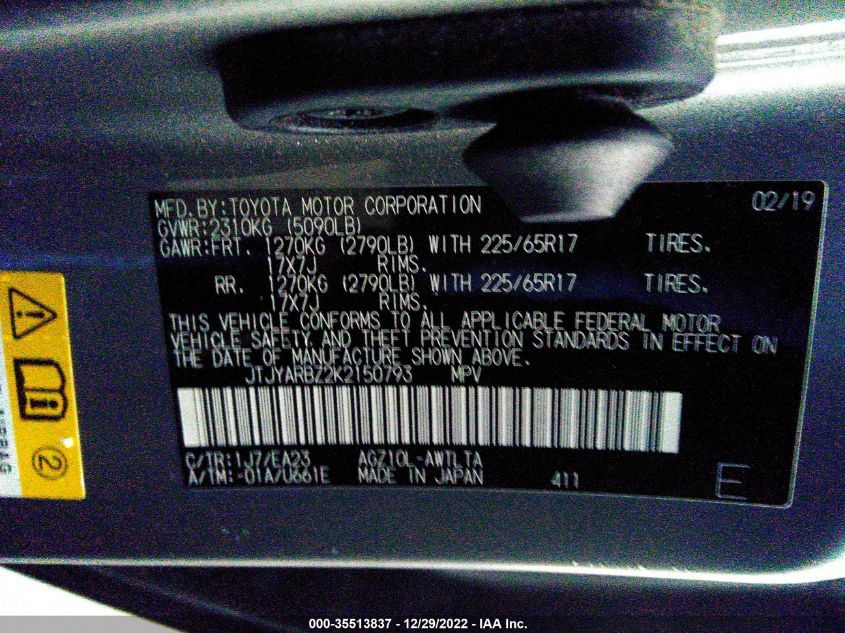 MFD.BY:TOYOTA MOTOR CORPORATION 02/19
GVWR:2310KG (5090LB)
GAWR:FRT. 1270KG (2790LB) WITH 225/65R17 TIRES.
17X7J RIMS.
RR. 1270KG (2790LB) WITH 225/65R17 TIRES.
17X7J RIMS.
THIS VEHICLE CONFORMS TO ALL APPLICABLE FEDERAL MOTOR
VEHICLE SAFETY AND THEFT PREVENTION STANDARDS IN EFFECT ON
THE DATE OF MANUFACTURE SHOWN ABOVE.
JTJYARBZ2K2150793 MPV
C/TR:1J7/EA23 AGZ10L-AWTLTA
A/TM:-01A/U661E MADE IN JAPAN 411
E
2
000-35513837 - 12/29/2022 - IAA Inc.